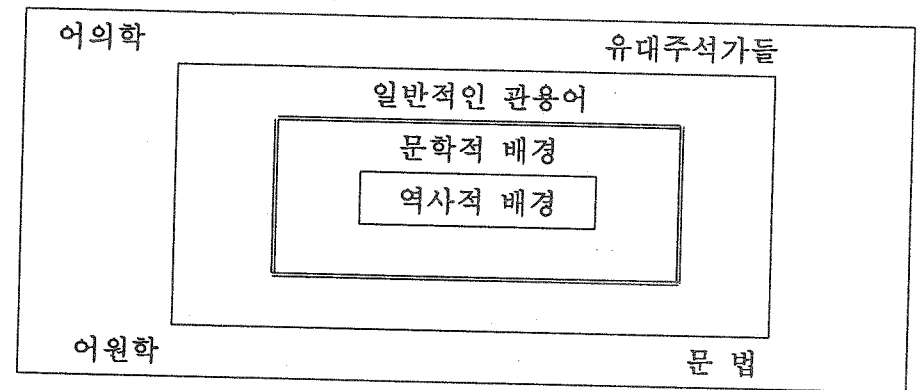 어의학
유대주석가들
일반적인 관용어
문학적 배경
역사적 배경
어원학
문 법